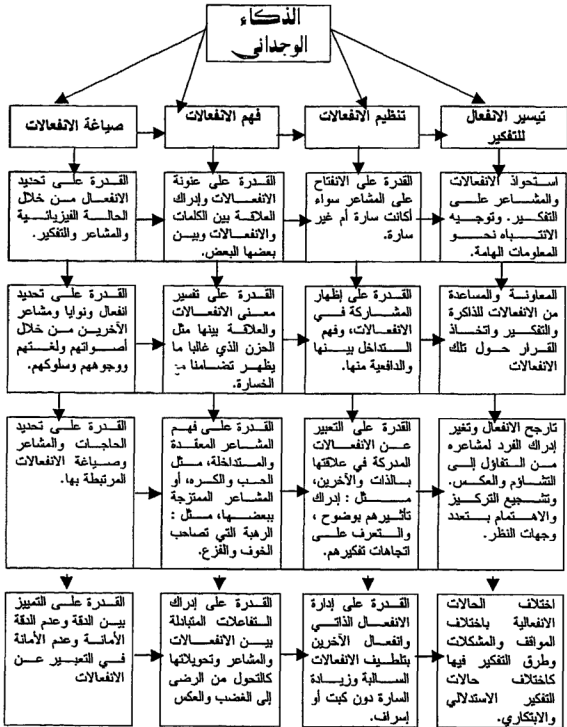 الذكاء
الوجداني
صياغة الانفعالات
فهم الانفعالات
تنظيم الانفعالات
تيسير الانفعال
للتفكير
القدرة على تحديد
الانفعال من خلال
الحالة الفيزيائية
والمشاعر والتفكير.
القدرة على عنونة
الانفعالات وإدراك
العلاقة بين الكلمات
والانفعالات وبين
بعضها البعض.
القدرة على الانفتاح
على المشاعر سواء
أكانت سارة أم غير
سارة.
استحواذ الانفعالات
والمشاعر على
التفكير. وتوجيه
الانتباه نحو
المعلومات الهامة.
القدرة على تحديد
انفعال ونوايا ومشاعر
الآخرين من خلال
أصواتهم ولغتهم
ووجوههم وسلوكهم.
القدرة على تفسير
معنى الانفعالات
والعلاقة بينها مثل
الحزن الذي غالبا ما
يظهر تضامنا مع
الخسارة.
القدرة على إظهار
المشاركة في
الانفعالات، وفهم
التداخل بينها
والدافعية منها.
المعاونة والمساعدة
من الانفعالات للذاكرة
والتفكير واتخاذ
القرار حول تلك
الانفعالات
القدرة على تحديد
الحاجات والمشاعر
وصياغة الانفعالات
المرتبطة بها.
القدرة على فهم
المشاعر المعقدة
والمتداخلة، مثل
الحب والكره، أو
المشاعر الممتزجة
ببعضها، مثل :
الرهبة التي تصاحب
الخوف والفزع.
القدرة على التعبير
عن الانفعالات
المدركة في علاقتها
بالذات والآخرين،
مثل : إدراك
تأثيرهم بوضوح ،
والتعرف على
اتجاهات تفكيرهم.
تارجح الانفعال وتغير
إدراك الفرد لمشاعره
من التفاؤل إلى
التشاؤم والعكس.
وتشجيع التركيز
والاهتمام بتعدد
وجهات النظر.
القدرة على التمييز
بين الدقة وعدم الدقة
الأمانة وعدم الأمانة
في التعبير عن
الانفعالات
القدرة على إدراك
التفاعلات المتبادلة
بين الانفعالات
والمشاعر وتحويلاتها
كالتحول من الرضى
إلى الغضب والعكس
القدرة على إدارة
الانفعال الذاتي
وانفعال الآخرين
بتلطيف الانفعالات
السالبة وزيادة
السارة دون كبت أو
إسراف.
اختلاف الحالات
الانفعالية باختلاف
المواقف والمشكلات
وطرق التفكير فيها
كاختلاف حالات
التفكير الاستدلالي
والابتكاري.